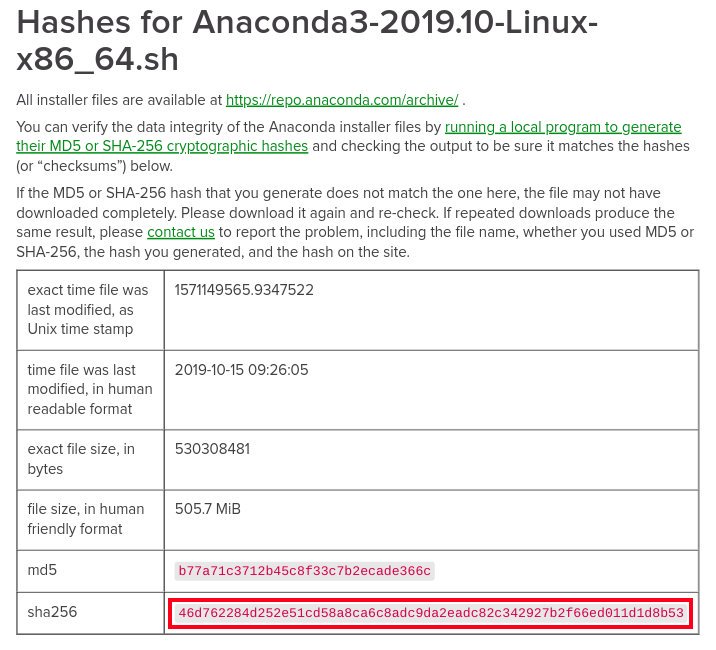 Hashes for Anaconda3-2019.10-Linux-
x86_64.sh
All installer files are available at https://repo.anaconda.com/archive/ .
You can verify the data integrity of the Anaconda installer files by running a local program to generate
their MD5 or SHA-256 cryptographic hashes and checking the output to be sure it matches the hashes
(or “checksums”) below.
If the MD5 or SHA-256 hash that you generate does not match the one here, the file may not have
downloaded completely. Please download it again and re-check. If repeated downloads produce the
same result, please contact us to report the problem, including the file name, whether you used MD5 or
SHA-256, the hash you generated, and the hash on the site.
exact time file was
last modified, as
Unix time stamp
1571149565.9347522
time file was last
modified, in human
readable format
2019-10-15 09:26:05
exact file size, in
bytes
530308481
file size, in human
friendly format
505.7 MiB
md5
b77a71c3712b45c8f33c7b2ecade366c
sha256
46d762284d252e51cd58a8ca6c8adc9da2eadc82c342927b2f66ed011d1d8b53